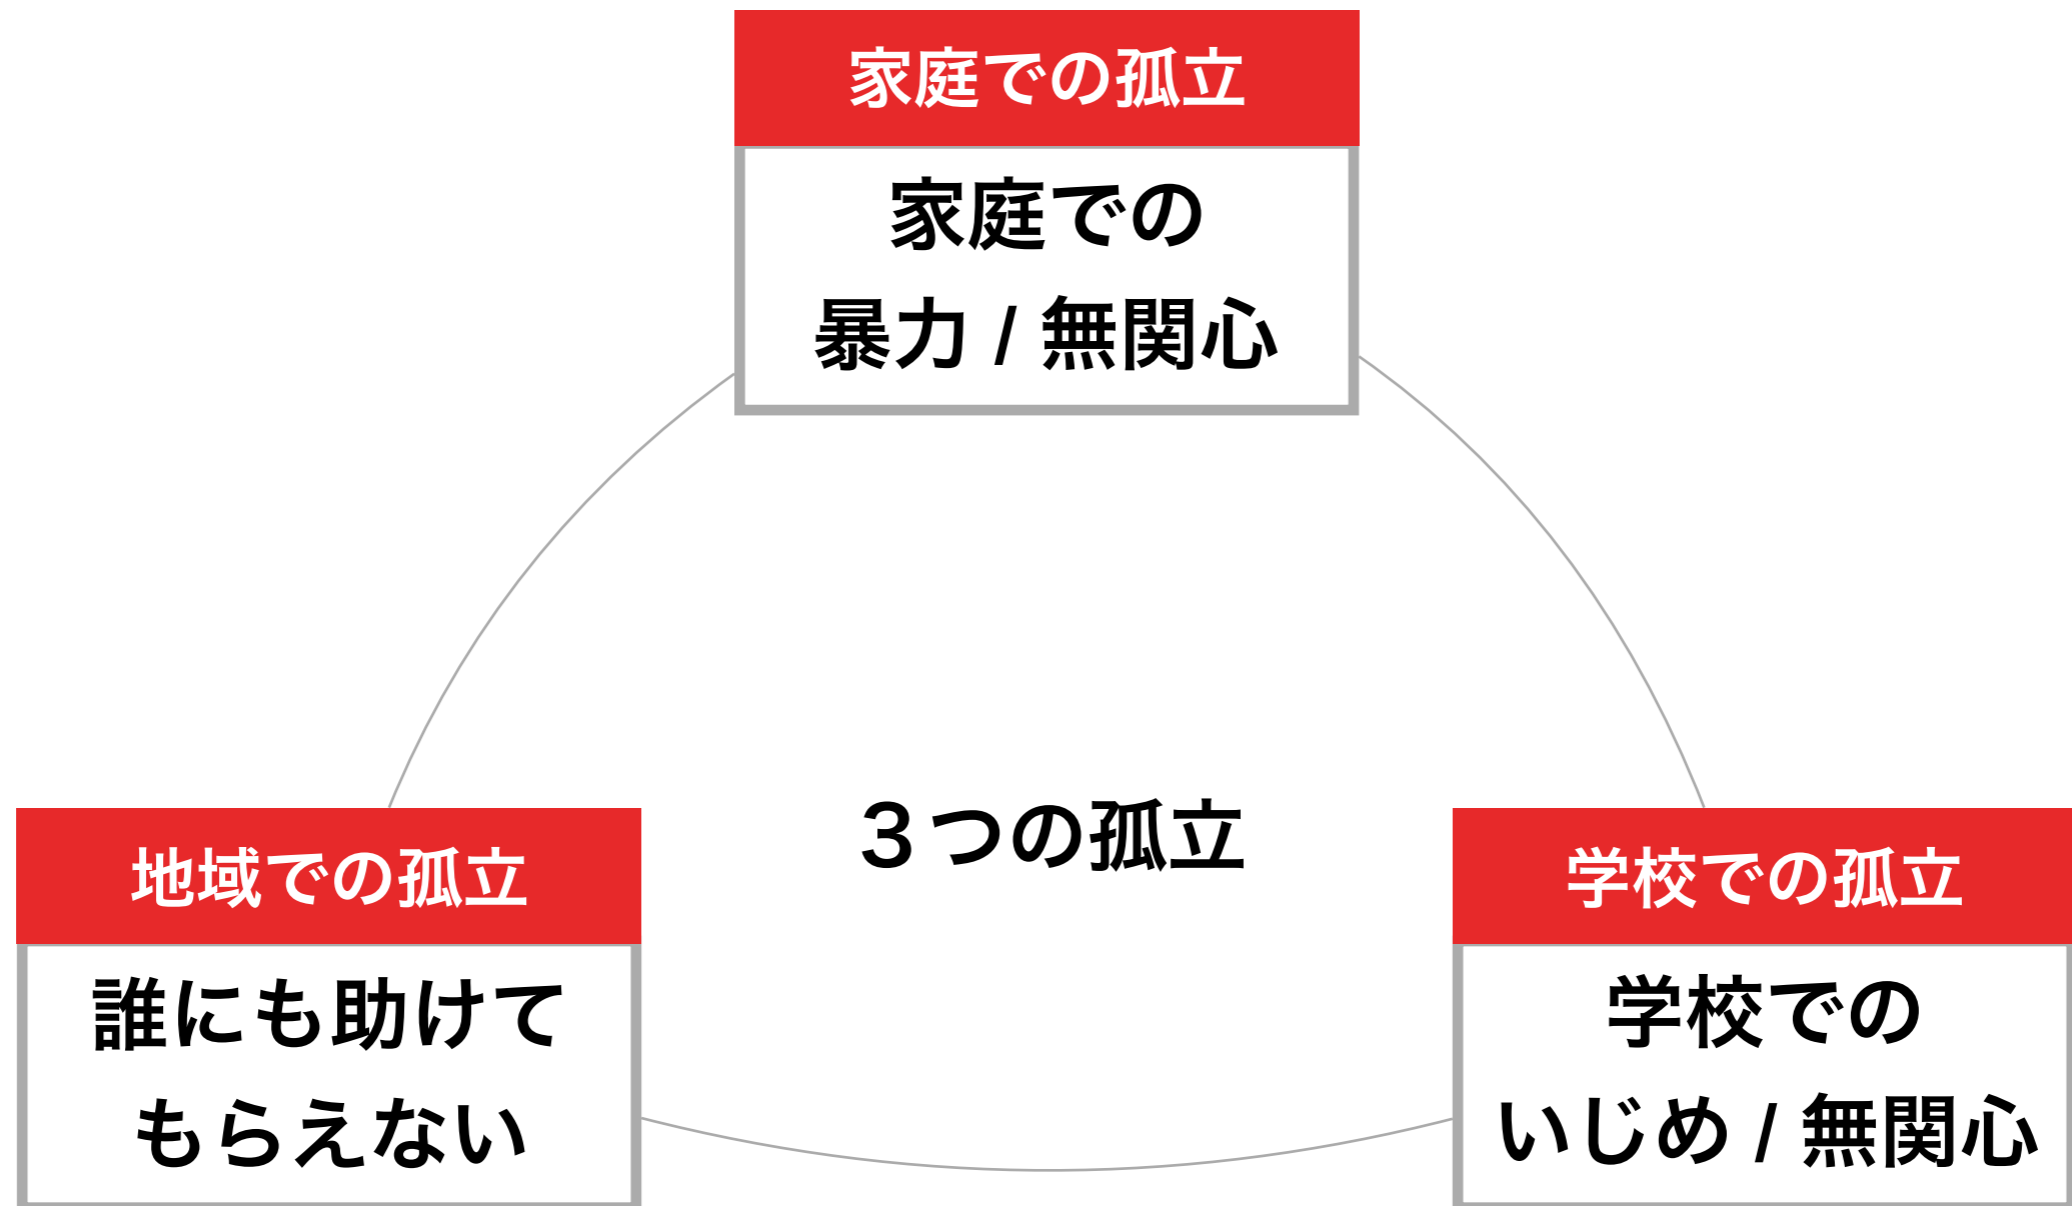 家庭での孤立
家庭での
暴力 / 無関心
３つの孤立
地域での孤立
誰にも助けて
もらえない
学校での孤立
学校での
いじめ / 無関心